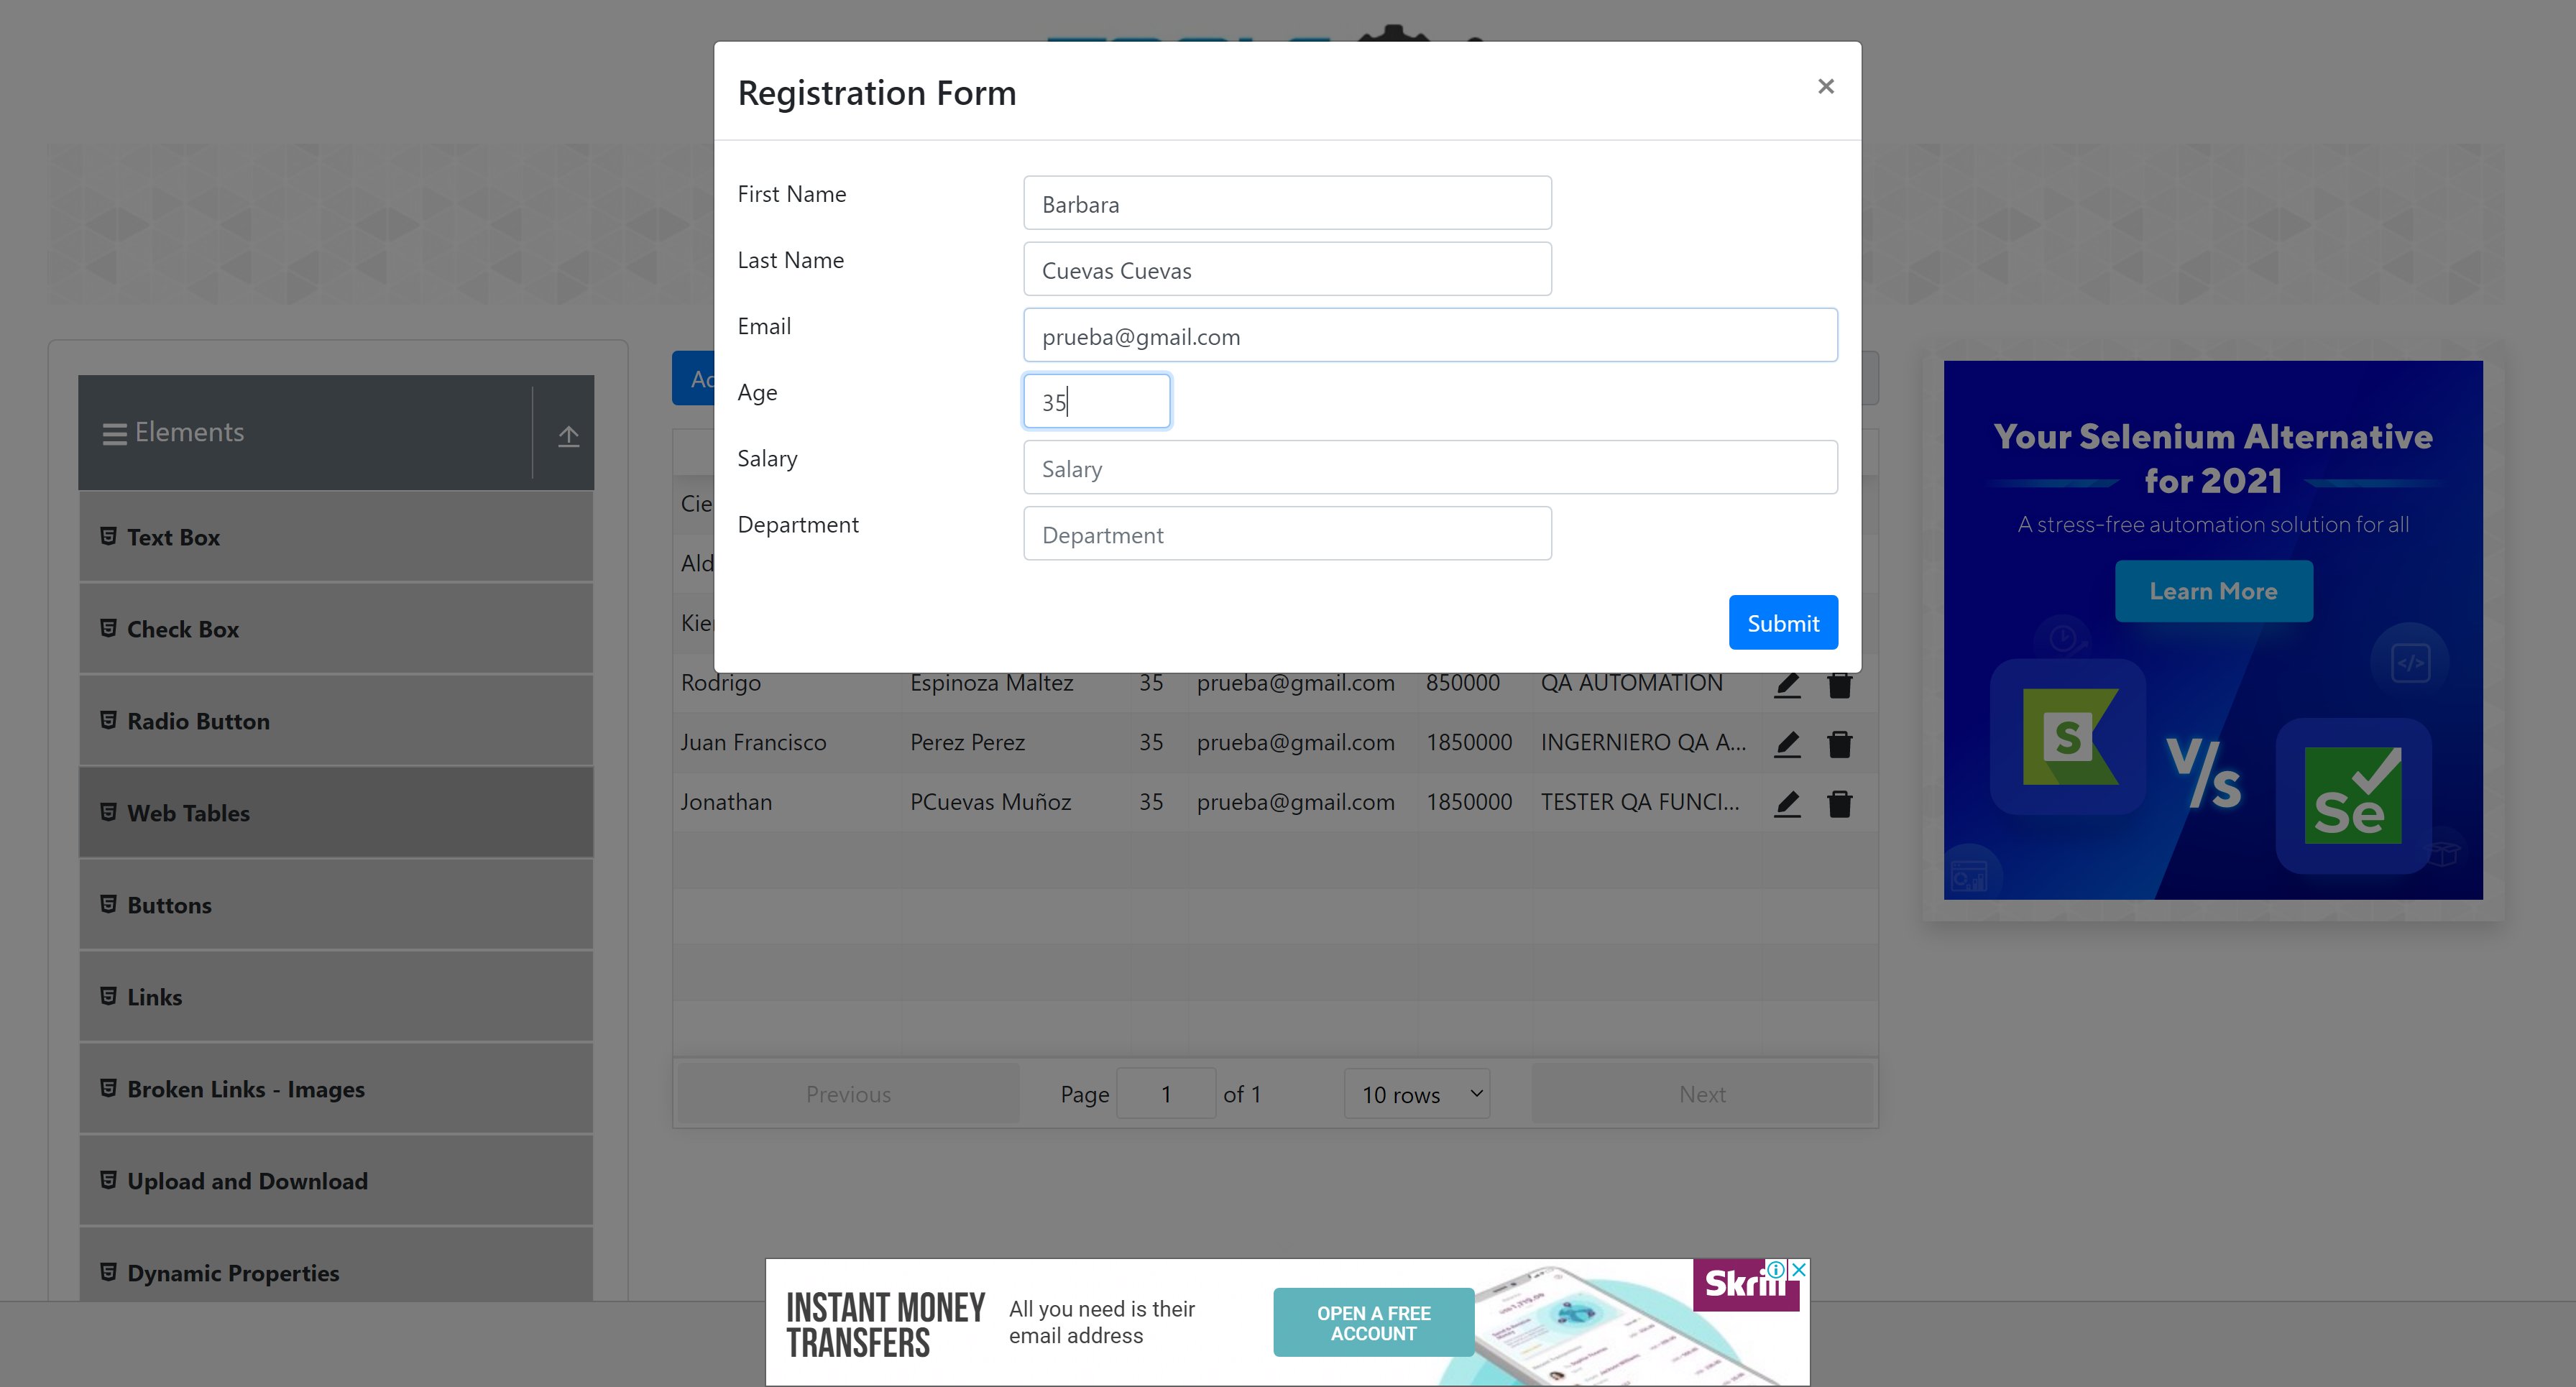 Registration Form
×
First Name
Barbara
Last Name
Cuevas Cuevas
Email
prueba@gmail.com
Age
35
Salary
Salary
Department
Department
Submit
Elements
Text Box
Check Box
Radio Button
Web Tables
Buttons
Links
Broken Links - Images
Upload and Download
Dynamic Properties
Rodrigo Espinoza Maltez 35 prueba@gmail.com 850000 QA AUTOMATION
Juan Francisco Perez Perez 35 prueba@gmail.com 1850000 INGERNIERO QA A...
Jonathan PCuevas Muñoz 35 prueba@gmail.com 1850000 TESTER QA FUNCI...
Previous Page 1 of 1 10 rows Next
Your Selenium Alternative
for 2021
A stress-free automation solution for all
Learn More
S V/S Se
</>
INSTANT MONEY
TRANSFERS
All you need is their
email address
OPEN A FREE
ACCOUNT
Skrill